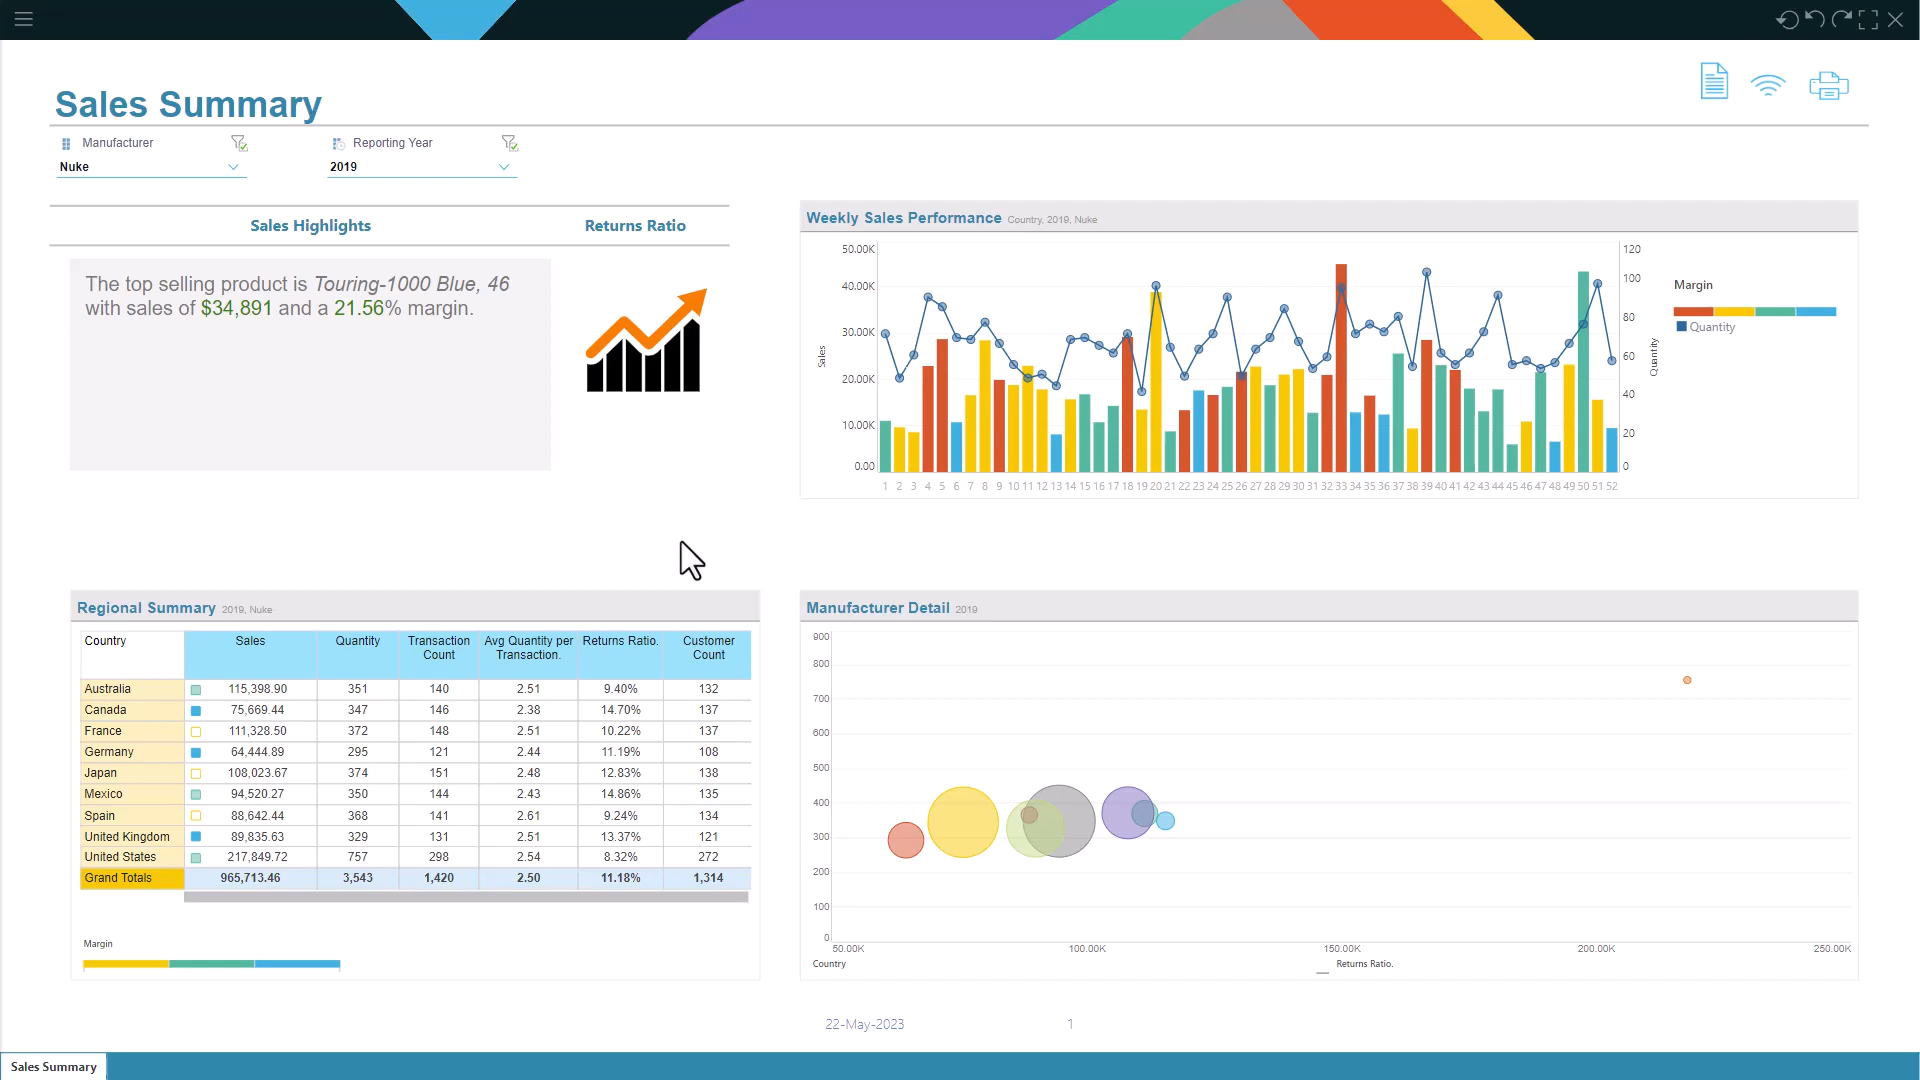 Sales Summary
Manufacturer
Nuke
Reporting Year
2019
Sales Highlights
Returns Ratio
The top selling product is Touring-1000 Blue, 46
with sales of $34,891 and a 21.56% margin.
Weekly Sales Performance Country, 2019, Nuke
Sales
50.00K
40.00K
30.00K
20.00K
10.00K
0.00
120
100
80
60
40
20
0
Quantity
1 2 3 4 5 6 7 8 9 10 11 12 13 14 15 16 17 18 19 20 21 22 23 24 25 26 27 28 29 30 31 32 33 34 35 36 37 38 39 40 41 42 43 44 45 46 47 48 49 50 51 52
Margin
Quantity
Regional Summary 2019, Nuke
Country Sales Quantity Transaction Count Avg Quantity per Transaction. Returns Ratio. Customer Count
Australia 115,398.90 351 140 2.51 9.40% 132
Canada 75,669.44 347 146 2.38 14.70% 137
France 111,328.50 372 148 2.51 10.22% 137
Germany 64,444.89 295 121 2.44 11.19% 108
Japan 108,023.67 374 151 2.48 12.83% 138
Mexico 94,520.27 350 144 2.43 14.86% 135
Spain 88,642.44 368 141 2.61 9.24% 134
United Kingdom 89,835.63 329 131 2.51 13.37% 121
United States 217,849.72 757 298 2.54 8.32% 272
Grand Totals 965,713.46 3,543 1,420 2.50 11.18% 1,314
Margin
Manufacturer Detail 2019
900
800
700
600
500
400
300
200
100
0
50.00K 100.00K 150.00K 200.00K 250.00K
Country
Returns Ratio.
22-May-2023
1
Sales Summary